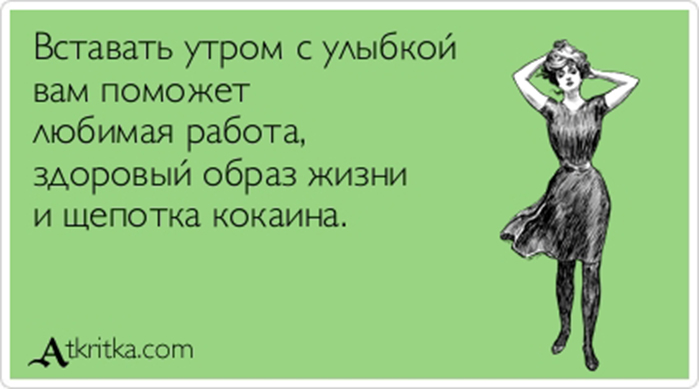 Вставать утром с улыбкой
вам поможет
любимая работа,
здоровый образ жизни
и щепотка кокаина.
Atkritka.com